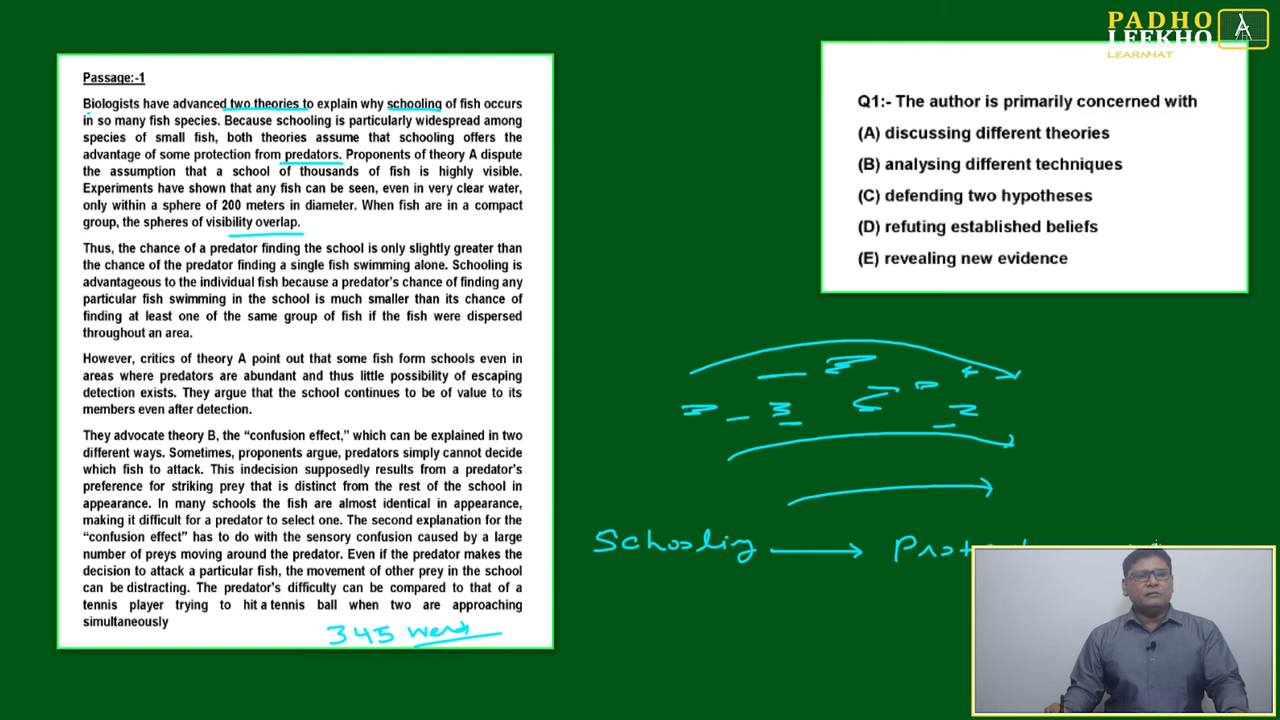 PADHO
LEEKHO
LEARNHAT
Passage:-1
Biologists have advanced two theories to explain why schooling of fish occurs
in so many fish species. Because schooling is particularly widespread among
species of small fish, both theories assume that schooling offers the
advantage of some protection from predators. Proponents of theory A dispute
the assumption that a school of thousands of fish is highly visible.
Experiments have shown that any fish can be seen, even in very clear water,
only within a sphere of 200 meters in diameter. When fish are in a compact
group, the spheres of visibility overlap.
Thus, the chance of a predator finding the school is only slightly greater than
the chance of the predator finding a single fish swimming alone. Schooling is
advantageous to the individual fish because a predator's chance of finding any
particular fish swimming in the school is much smaller than its chance of
finding at least one of the same group of fish if the fish were dispersed
throughout an area.
However, critics of theory A point out that some fish form schools even in
areas where predators are abundant and thus little possibility of escaping
detection exists. They argue that the school continues to be of value to its
members even after detection.
They advocate theory B, the “confusion effect,” which can be explained in two
different ways. Sometimes, proponents argue, predators simply cannot decide
which fish to attack. This indecision supposedly results from a predator's
preference for striking prey that is distinct from the rest of the school in
appearance. In many schools the fish are almost identical in appearance,
making it difficult for a predator to select one. The second explanation for the
“confusion effect” has to do with the sensory confusion caused by a large
number of preys moving around the predator. Even if the predator makes the
decision to attack a particular fish, the movement of other prey in the school
can be distracting. The predator's difficulty can be compared to that of a
tennis player trying to hit a tennis ball when two are approaching
simultaneously
345
Q1:- The author is primarily concerned with
(A) discussing different theories
(B) analysing different techniques
(C) defending two hypotheses
(D) refuting established beliefs
(E) revealing new evidence
Schooling